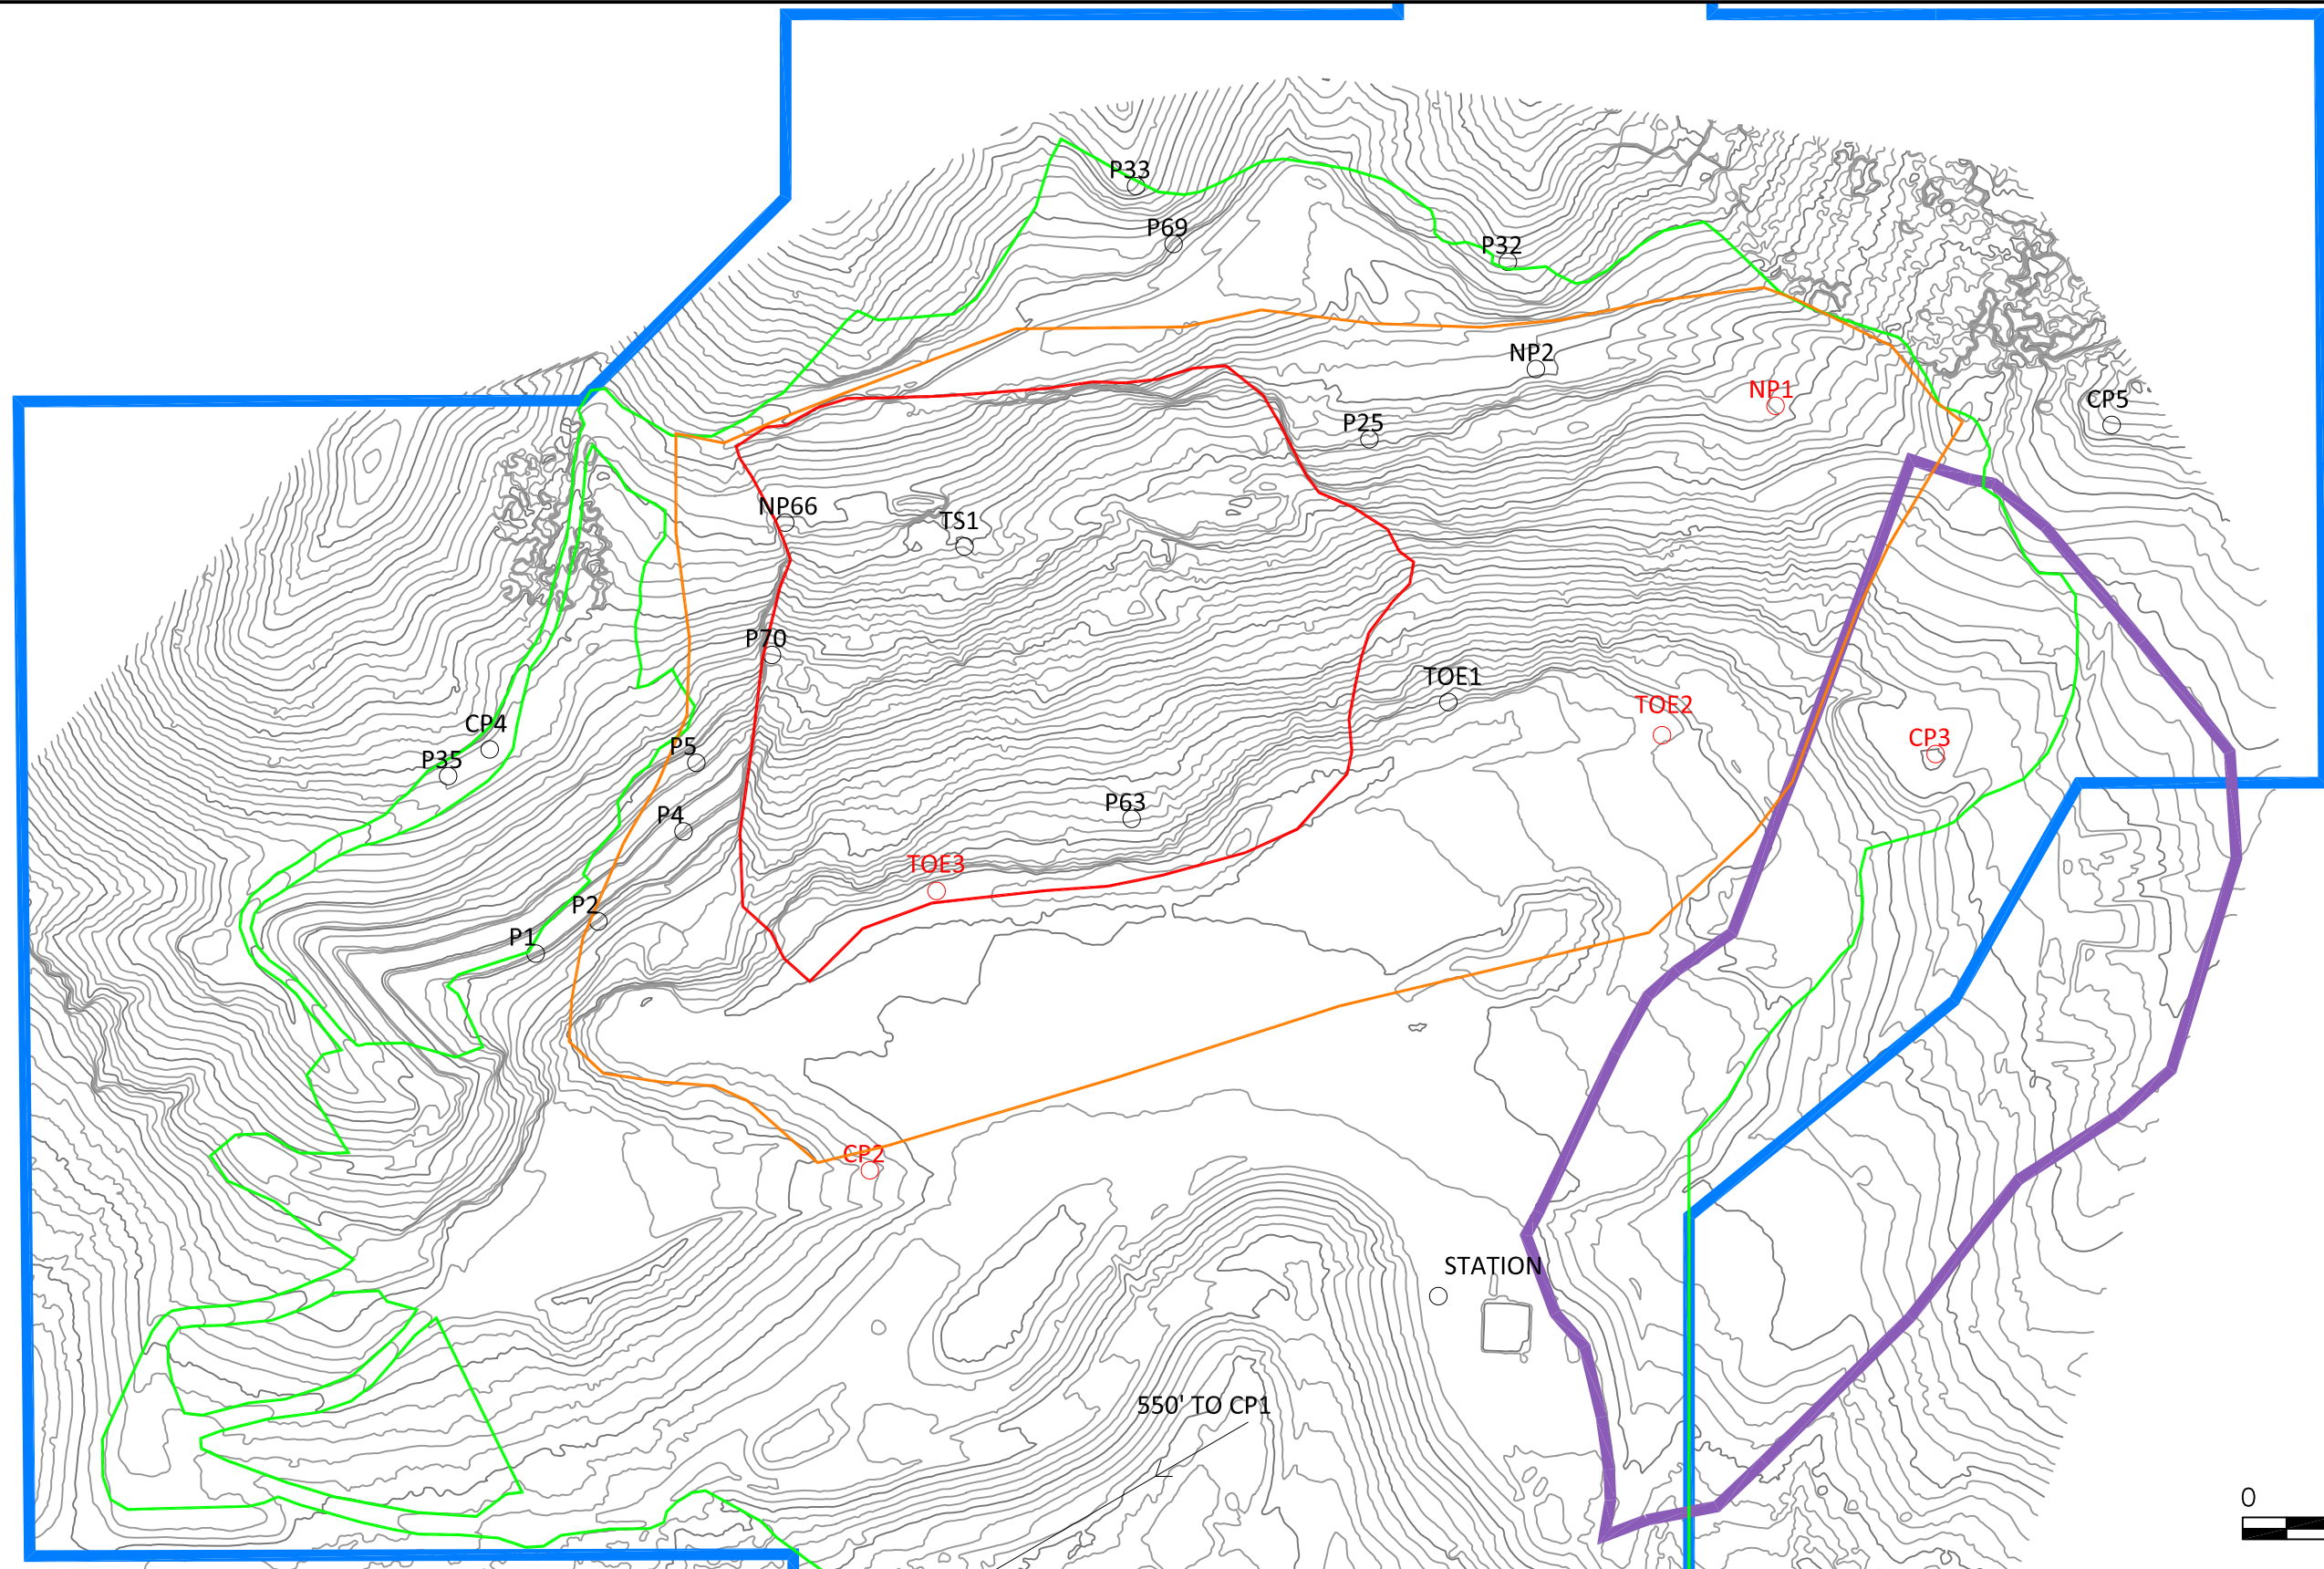 P33
P69
P32
NP2
NP1
CP5
P25
NP66
TS1
P70
TOE1
TOE2
CP4
CP3
P5
P35
P63
P4
TOE3
P2
P1
CP2
STATION
550' TO CP1
0